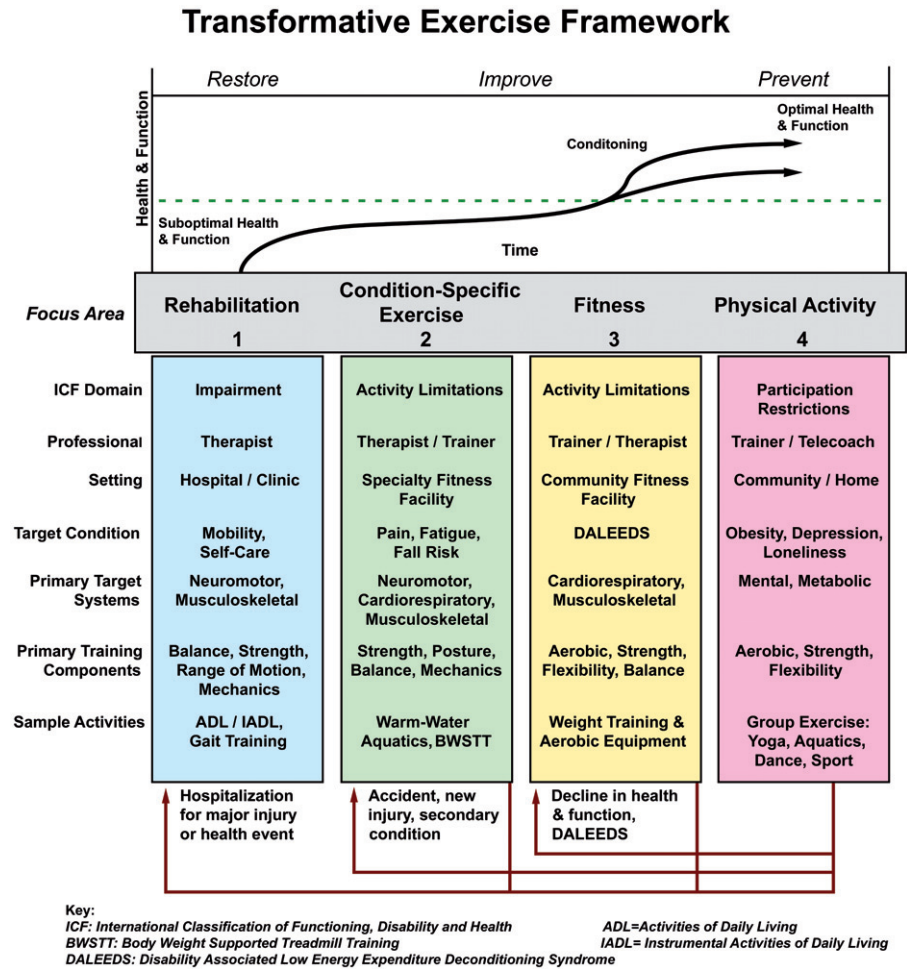 Transformative Exercise Framework
Restore
Improve
Prevent
Health & Function
Optimal Health
& Function
Conditoning
Suboptimal Health
& Function
Time
Focus Area
Rehabilitation
1
Condition-Specific
Exercise
2
Fitness
3
Physical Activity
4
ICF Domain
Impairment
Activity Limitations
Activity Limitations
Participation
Restrictions
Professional
Therapist
Therapist / Trainer
Trainer / Therapist
Trainer / Telecoach
Setting
Hospital / Clinic
Specialty Fitness
Facility
Community Fitness
Facility
Community / Home
Target Condition
Mobility,
Self-Care
Pain, Fatigue,
Fall Risk
DALEEDS
Obesity, Depression,
Loneliness
Primary Target
Systems
Neuromotor,
Musculoskeletal
Neuromotor,
Cardiorespiratory,
Musculoskeletal
Cardiorespiratory,
Musculoskeletal
Mental, Metabolic
Primary Training
Components
Balance, Strength,
Range of Motion,
Mechanics
Strength, Posture,
Balance, Mechanics
Aerobic, Strength,
Flexibility, Balance
Aerobic, Strength,
Flexibility
Sample Activities
ADL / IADL,
Gait Training
Warm-Water
Aquatics, BWSTT
Weight Training &
Aerobic Equipment
Group Exercise:
Yoga, Aquatics,
Dance, Sport
Hospitalization
for major injury
or health event
Accident, new
injury, secondary
condition
Decline in health
& function,
DALEEDS
Key:
ICF: International Classification of Functioning, Disability and Health
ADL=Activities of Daily Living
BWSTT: Body Weight Supported Treadmill Training
IADL= Instrumental Activities of Daily Living
DALEEDS: Disability Associated Low Energy Expenditure Deconditioning Syndrome